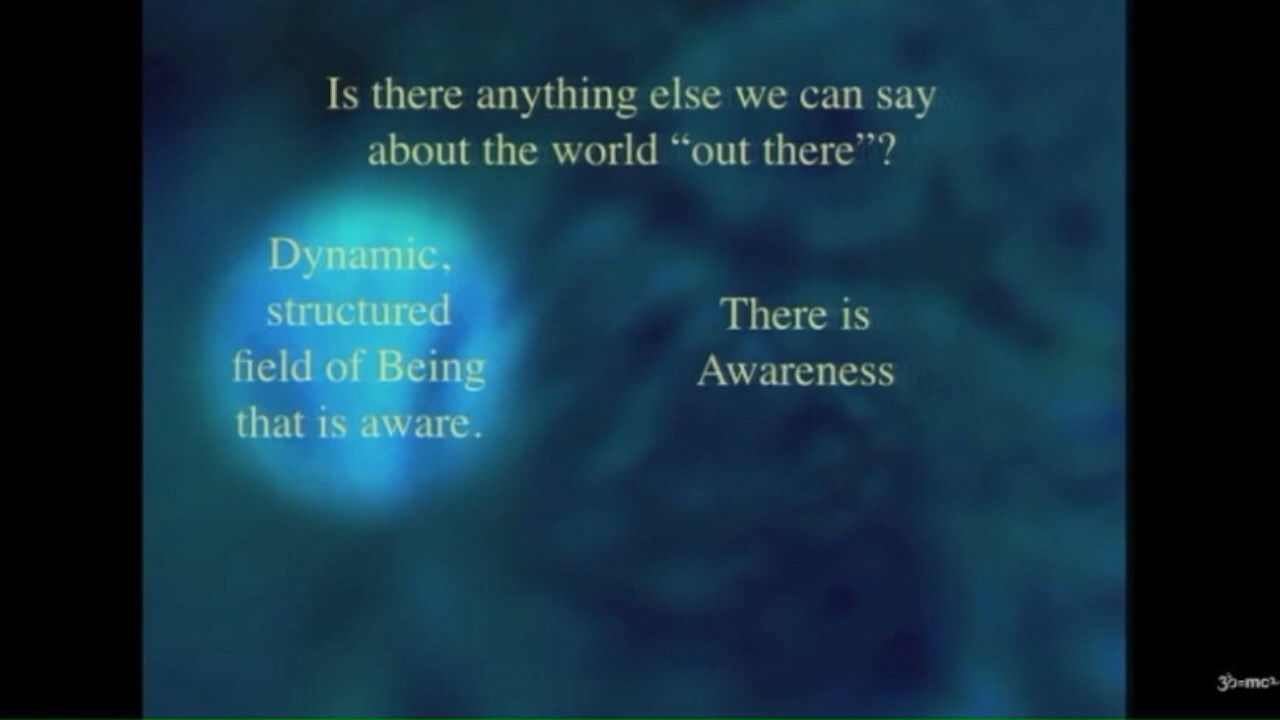 Is there anything else we can say
about the world “out there”?
Dynamic,
structured
field of Being
that is aware.
There is
Awareness
ॐ=mc²